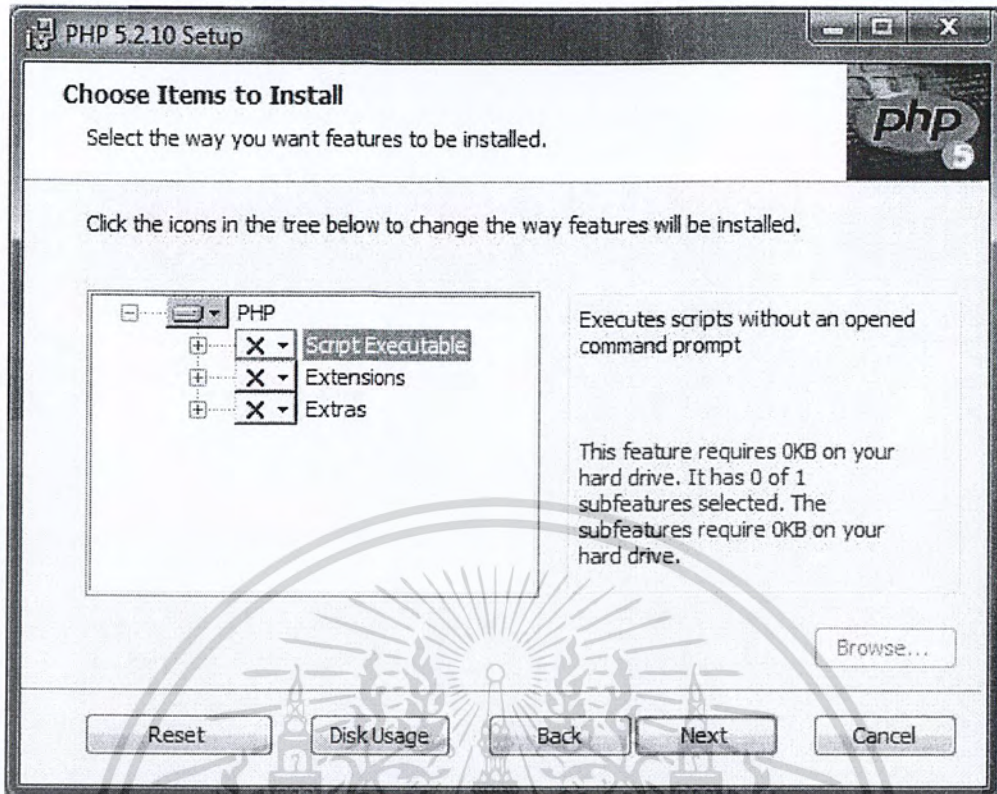 PHP 5.2.10 Setup
Choose Items to Install
Select the way you want features to be installed.
php
5
Click the icons in the tree below to change the way features will be installed.
PHP
Script Executable
Extensions
Extras
Executes scripts without an opened
command prompt
This feature requires 0KB on your
hard drive. It has 0 of 1
subfeatures selected. The
subfeatures require 0KB on your
hard drive.
Browse...
Reset
Disk Usage
Back
Next
Cancel